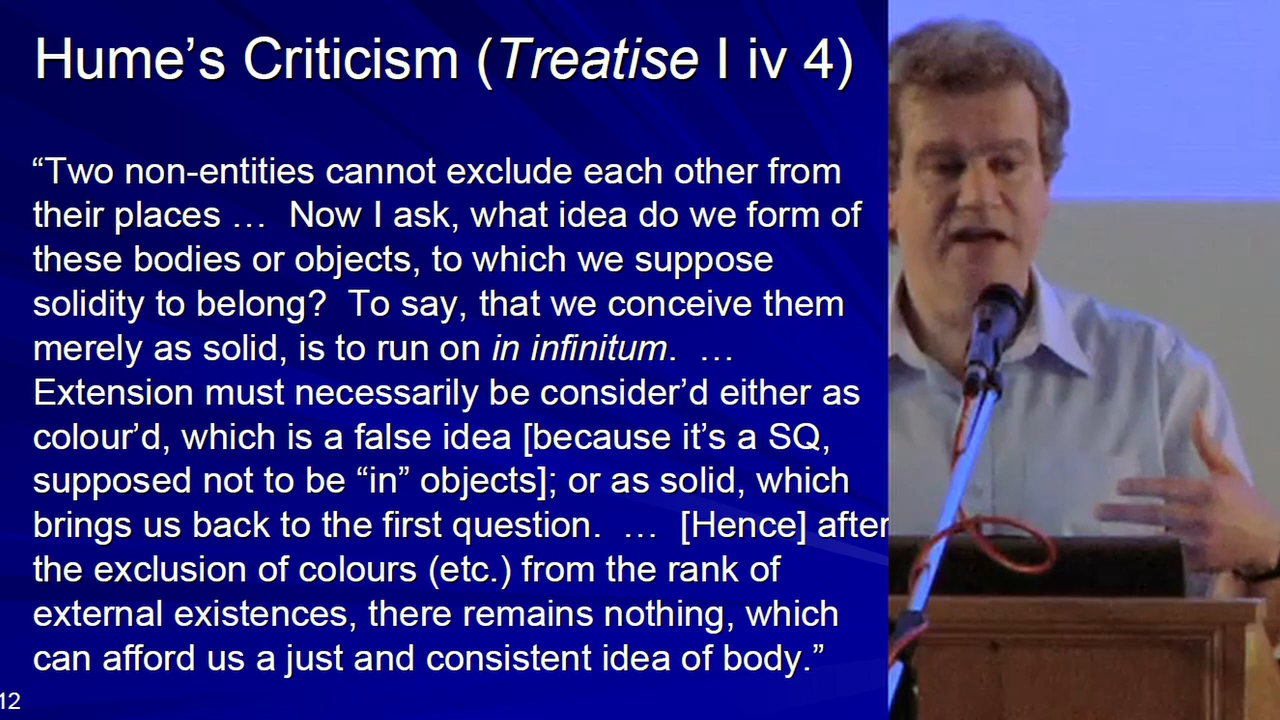 Hume’s Criticism (Treatise I iv 4)
“Two non-entities cannot exclude each other from
their places … Now I ask, what idea do we form of
these bodies or objects, to which we suppose
solidity to belong? To say, that we conceive them
merely as solid, is to run on in infinitum. …
Extension must necessarily be consider’d either as
colour’d, which is a false idea [because it’s a SQ,
supposed not to be “in” objects]; or as solid, which
brings us back to the first question. … [Hence] after
the exclusion of colours (etc.) from the rank of
external existences, there remains nothing, which
can afford us a just and consistent idea of body.”
12